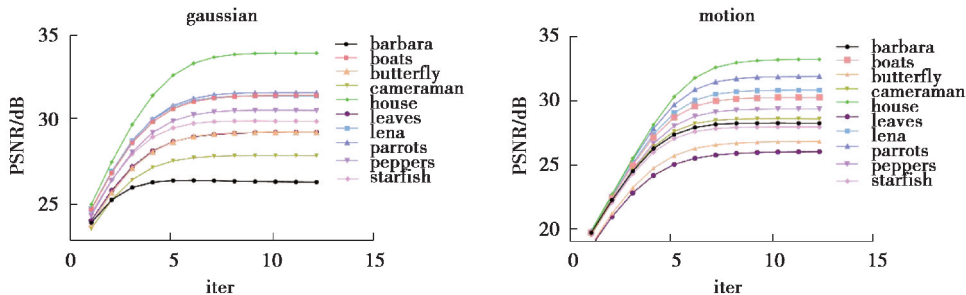 gaussian
35
30
25
PSNR/dB
0
5
10
15
iter
barbara
boats
butterfly
cameraman
house
leaves
lena
parrots
peppers
starfish
motion
35
30
25
20
PSNR/dB
0
5
10
15
iter
barbara
boats
butterfly
cameraman
house
leaves
lena
parrots
peppers
starfish